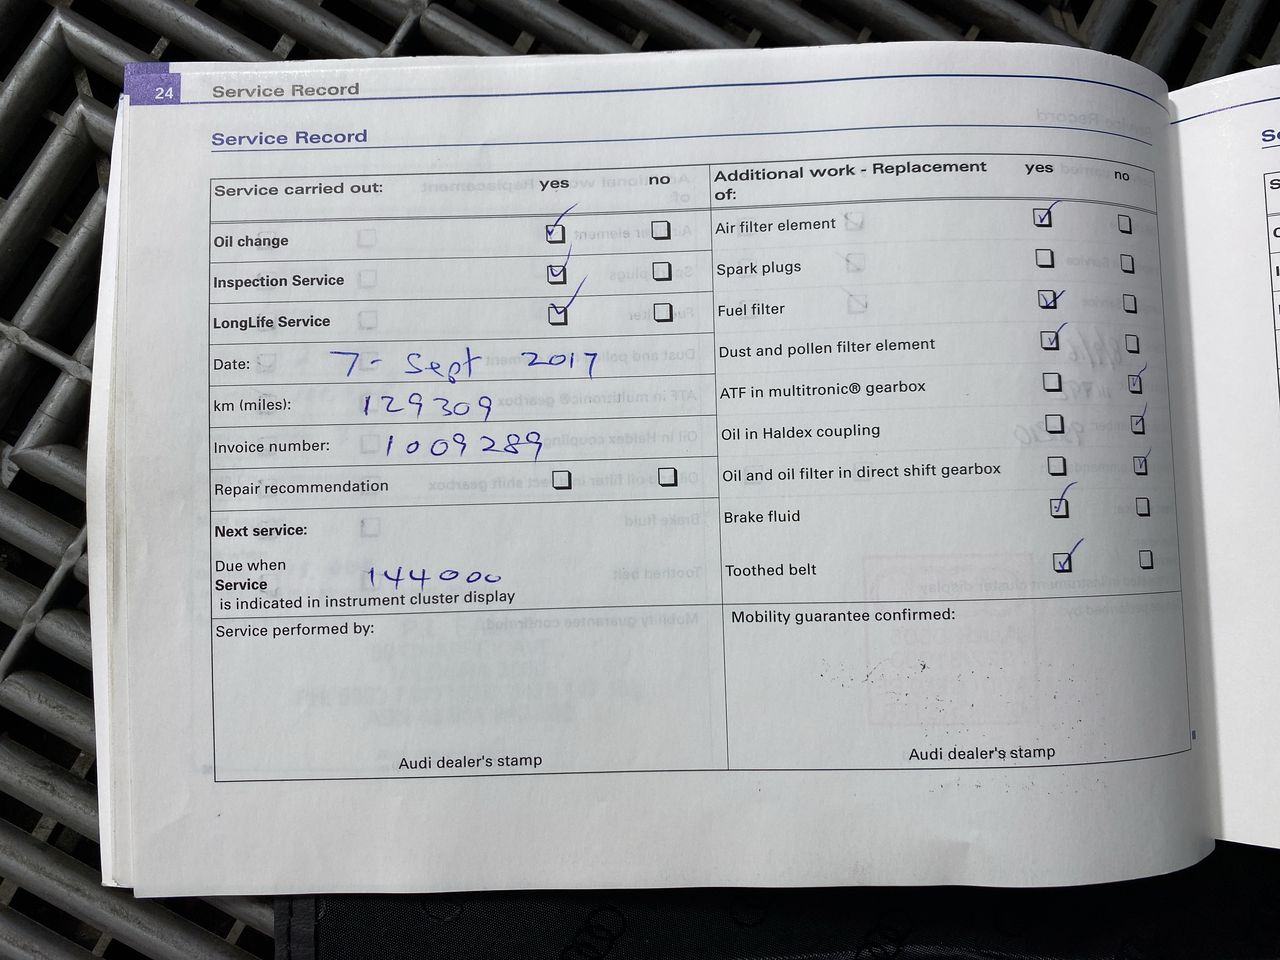 24 Service Record
Service Record
Service carried out: yes no
Oil change
Inspection Service
LongLife Service
Date: 7 - Sept 2017
km (miles): 129309
Invoice number: 1009289
Repair recommendation
Next service:
Due when
Service 144000
is indicated in instrument cluster display
Service performed by:
Audi dealer's stamp
Additional work - Replacement yes no
of:
Air filter element
Spark plugs
Fuel filter
Dust and pollen filter element
ATF in multitronic® gearbox
Oil in Haldex coupling
Oil and oil filter in direct shift gearbox
Brake fluid
Toothed belt
Mobility guarantee confirmed:
Audi dealer's stamp